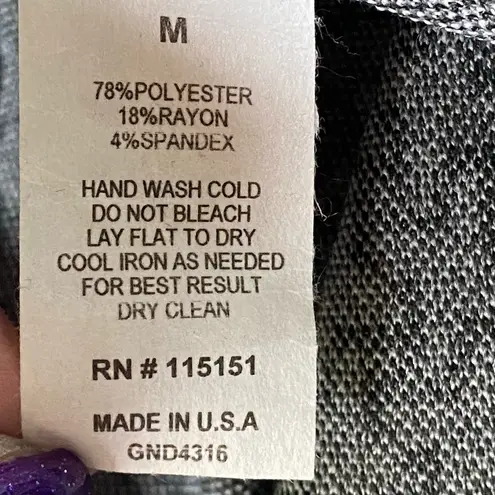 M
78%POLYESTER
18%RAYON
4%SPANDEX
HAND WASH COLD
DO NOT BLEACH
LAY FLAT TO DRY
COOL IRON AS NEEDED
FOR BEST RESULT
DRY CLEAN
RN # 115151
MADE IN U.S.A
GND4316